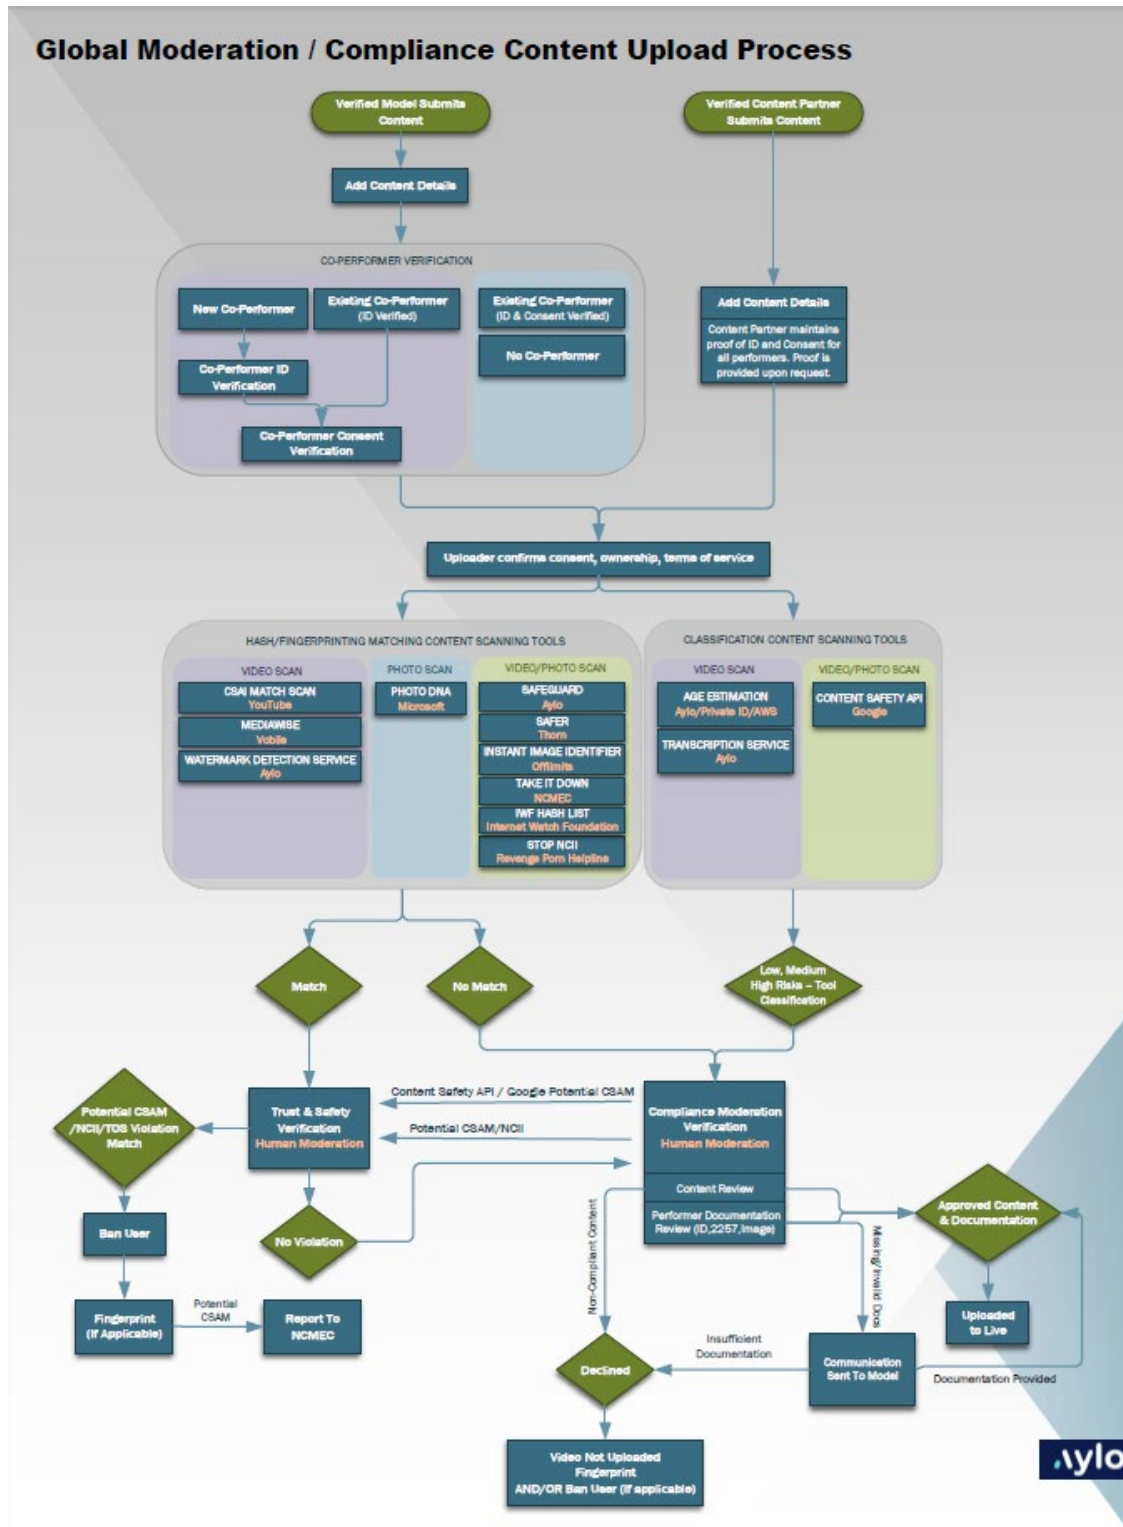 Global Moderation / Compliance Content Upload Process
Verified Model Submits
Content
Verified Content Partner
Submits Content
Add Content Details
CO-PERFORMER VERIFICATION
New Co-Performer
Existing Co-Performer
(ID Verified)
Existing Co-Performer
(ID & Consent Verified)
No Co-Performer
Co-Performer ID
Verification
Co-Performer Consent
Verification
Add Content Details
Content Partner maintains
proof of ID and Consent for
all performers. Proof is
provided upon request.
Uploader confirms consent, ownership, terms of service
HASH/FINGERPRINTING MATCHING CONTENT SCANNING TOOLS
VIDEO SCAN
CSAI MATCH SCAN
YouTube
MEDIAWISE
Vobile
WATERMARK DETECTION SERVICE
Aylo
PHOTO SCAN
PHOTO DNA
Microsoft
VIDEO/PHOTO SCAN
SAFEGUARD
Aylo
SAFER
Thorn
INSTANT IMAGE IDENTIFIER
Offlimits
TAKE IT DOWN
NCMEC
IWF HASH LIST
Internet Watch Foundation
STOP NCII
Revenge Porn Helpline
CLASSIFICATION CONTENT SCANNING TOOLS
VIDEO SCAN
AGE ESTIMATION
Aylo/Private ID/AWS
TRANSCRIPTION SERVICE
Aylo
VIDEO/PHOTO SCAN
CONTENT SAFETY API
Google
Match
No Match
Low, Medium
High Risks – Tool
Classification
Potential CSAM
/NCII/TOS Violation
Match
Trust & Safety
Verification
Human Moderation
Content Safety API / Google Potential CSAM
Potential CSAM/NCII
Compliance Moderation
Verification
Human Moderation
Content Review
Performer Documentation
Review (ID,2257,Image)
Approved Content
& Documentation
Ban User
No Violation
Non-Compliant Content
Missing/Invalid Docs
Fingerprint
(If Applicable)
Potential
CSAM
Report To
NCMEC
Uploaded
to Live
Declined
Insufficient
Documentation
Communication
Sent To Model
Documentation Provided
Video Not Uploaded
Fingerprint
AND/OR Ban User (If applicable)
Aylo